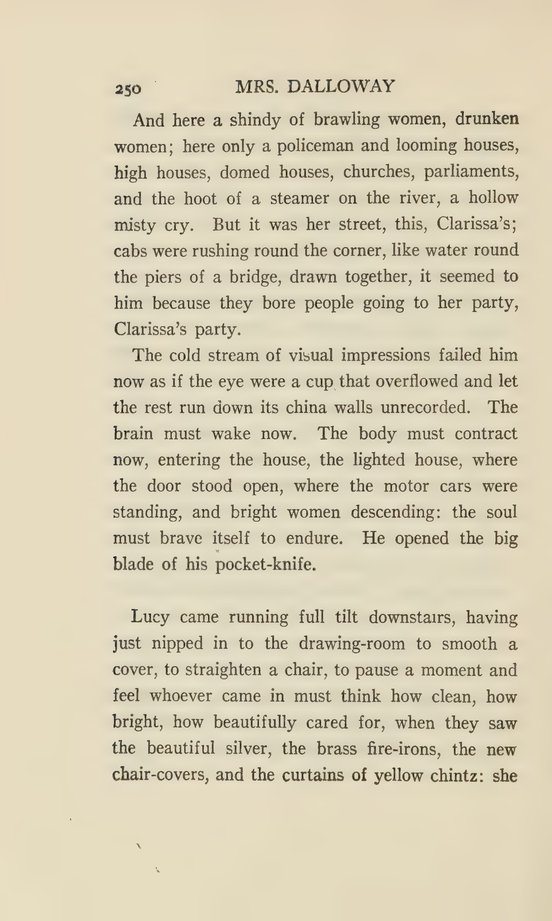 250 MRS. DALLOWAY
And here a shindy of brawling women, drunken
women; here only a policeman and looming houses,
high houses, domed houses, churches, parliaments,
and the hoot of a steamer on the river, a hollow
misty cry. But it was her street, this, Clarissa's;
cabs were rushing round the corner, like water round
the piers of a bridge, drawn together, it seemed to
him because they bore people going to her party,
Clarissa's party.
The cold stream of visual impressions failed him
now as if the eye were a cup that overflowed and let
the rest run down its china walls unrecorded. The
brain must wake now. The body must contract
now, entering the house, the lighted house, where
the door stood open, where the motor cars were
standing, and bright women descending: the soul
must brave itself to endure. He opened the big
blade of his pocket-knife.
Lucy came running full tilt downstairs, having
just nipped in to the drawing-room to smooth a
cover, to straighten a chair, to pause a moment and
feel whoever came in must think how clean, how
bright, how beautifully cared for, when they saw
the beautiful silver, the brass fire-irons, the new
chair-covers, and the curtains of yellow chintz: she